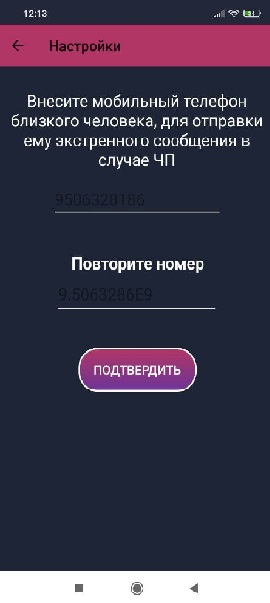 12:13
Настройки
Внесите мобильный телефон
близкого человека, для отправки
ему экстренного сообщения в
случае ЧП
9506328186
Повторите номер
9.5063286E9
ПОДТВЕРДИТЬ